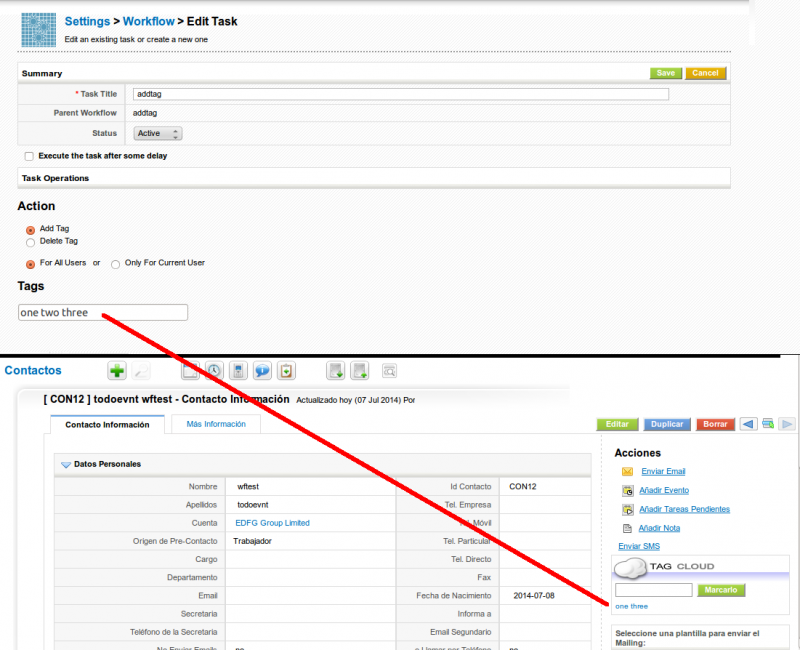 Settings > Workflow > Edit Task
Edit an existing task or create a new one
Summary
Save
Cancel
* Task Title
addtag
Parent Workflow
addtag
Status
Active
Execute the task after some delay
Task Operations
Action
Add Tag
Delete Tag
For All Users or Only For Current User
Tags
one two three
Contactos
[ CON12 ] todoevnt wftest - Contacto Información Actualizado hoy (07 Jul 2014) Por
Contacto Información
Más Información
Editar
Duplicar
Borrar
Datos Personales
Nombre wftest Id Contacto CON12
Apellidos todoevnt Tel. Empresa
Cuenta EDFG Group Limited Móvil
Origen de Pre-Contacto Trabajador Tel. Particular
Cargo Tel. Directo
Departamento Fax
Email Fecha de Nacimiento 2014-07-08
Secretaria Informa a
Teléfono de la Secretaria Email Segundario
No Enviar Emails no a Llamar por Teléfono no
Acciones
Enviar Email
Añadir Evento
Añadir Tareas Pendientes
Añadir Nota
Enviar SMS
TAG CLOUD
Marcarlo
one three
Seleccione una plantilla para enviar el
Mailing: